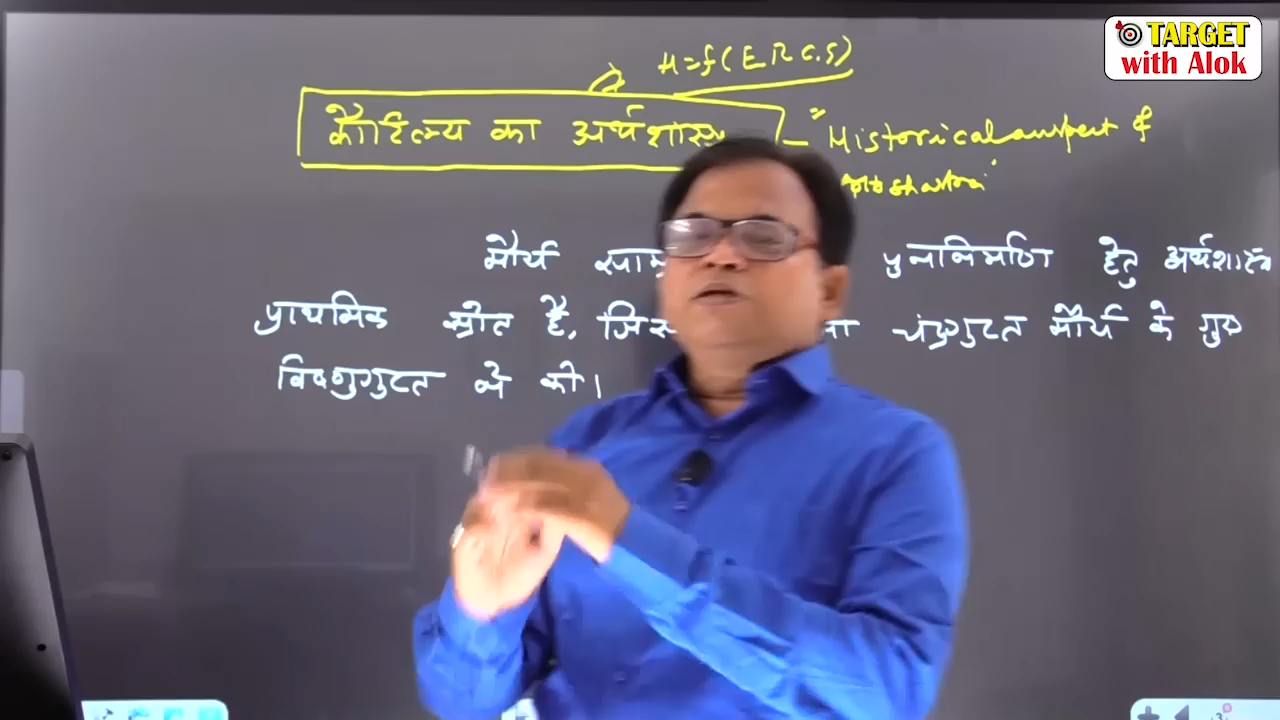 TARGET
with Alok
H = f ( E R C S )
कौटिल्य का अर्थशास्त्र – " Historical aspect of
मौर्य पुनर्निर्माण हेतु अर्थशास्त्र
प्राथमिक स्रोत है, चंद्रगुप्त मौर्य के गुरु
विष्णुगुप्त ने की।